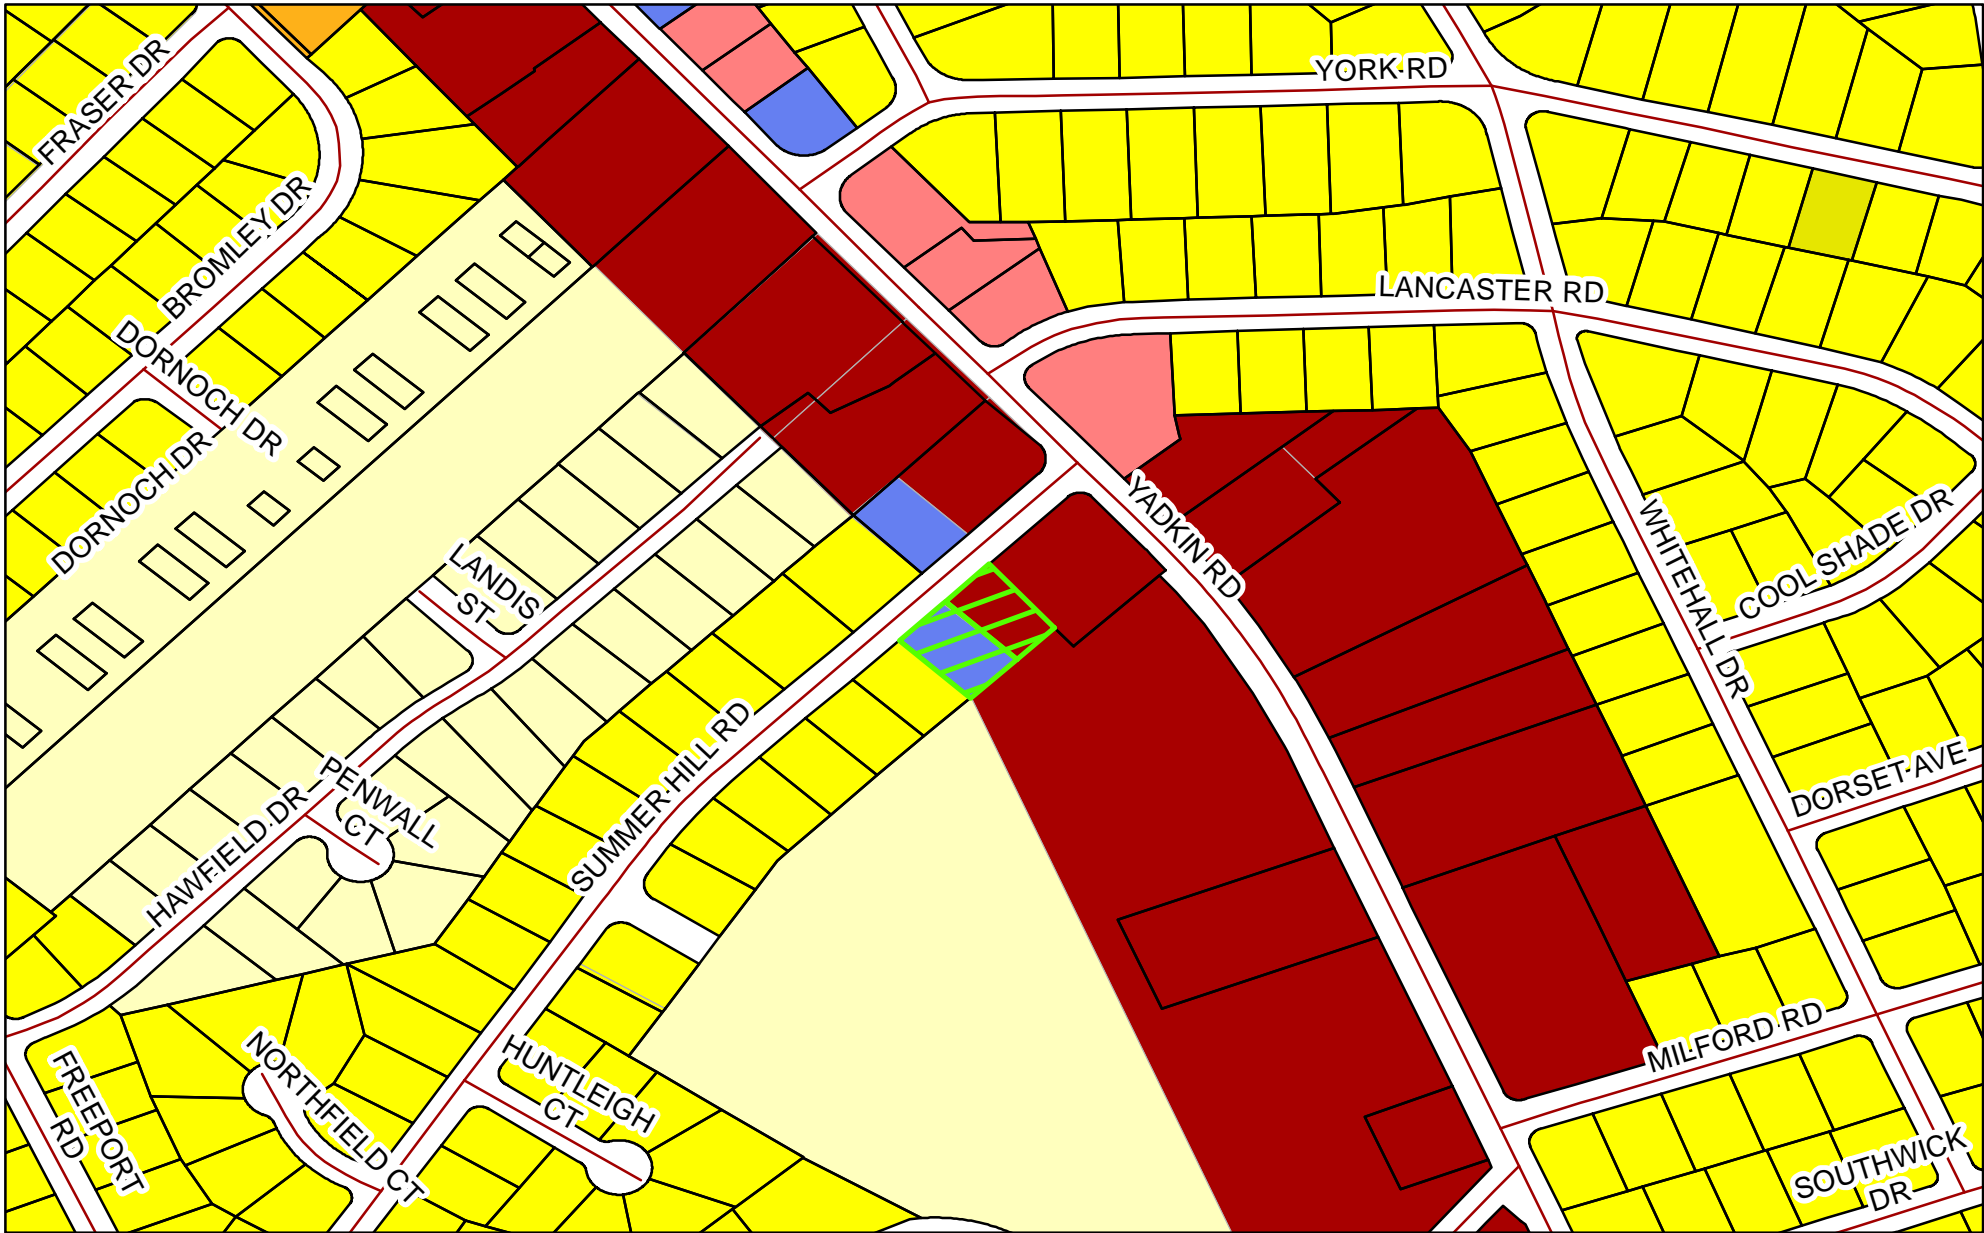 YORK RD
FRASER DR
BROMLEY DR
LANCASTER RD
DORNOCH DR
DORNOCH DR
YADKIN RD
WHITEHALL DR
COOL SHADE DR
LANDIS
ST
SUMMER HILL RD
DORSET AVE
PENWALL
CT
HAWFIELD DR
MILFORD RD
HUNTLEIGH
CT
NORTHFIELD CT
FREEPORT
RD
SOUTHWICK
DR